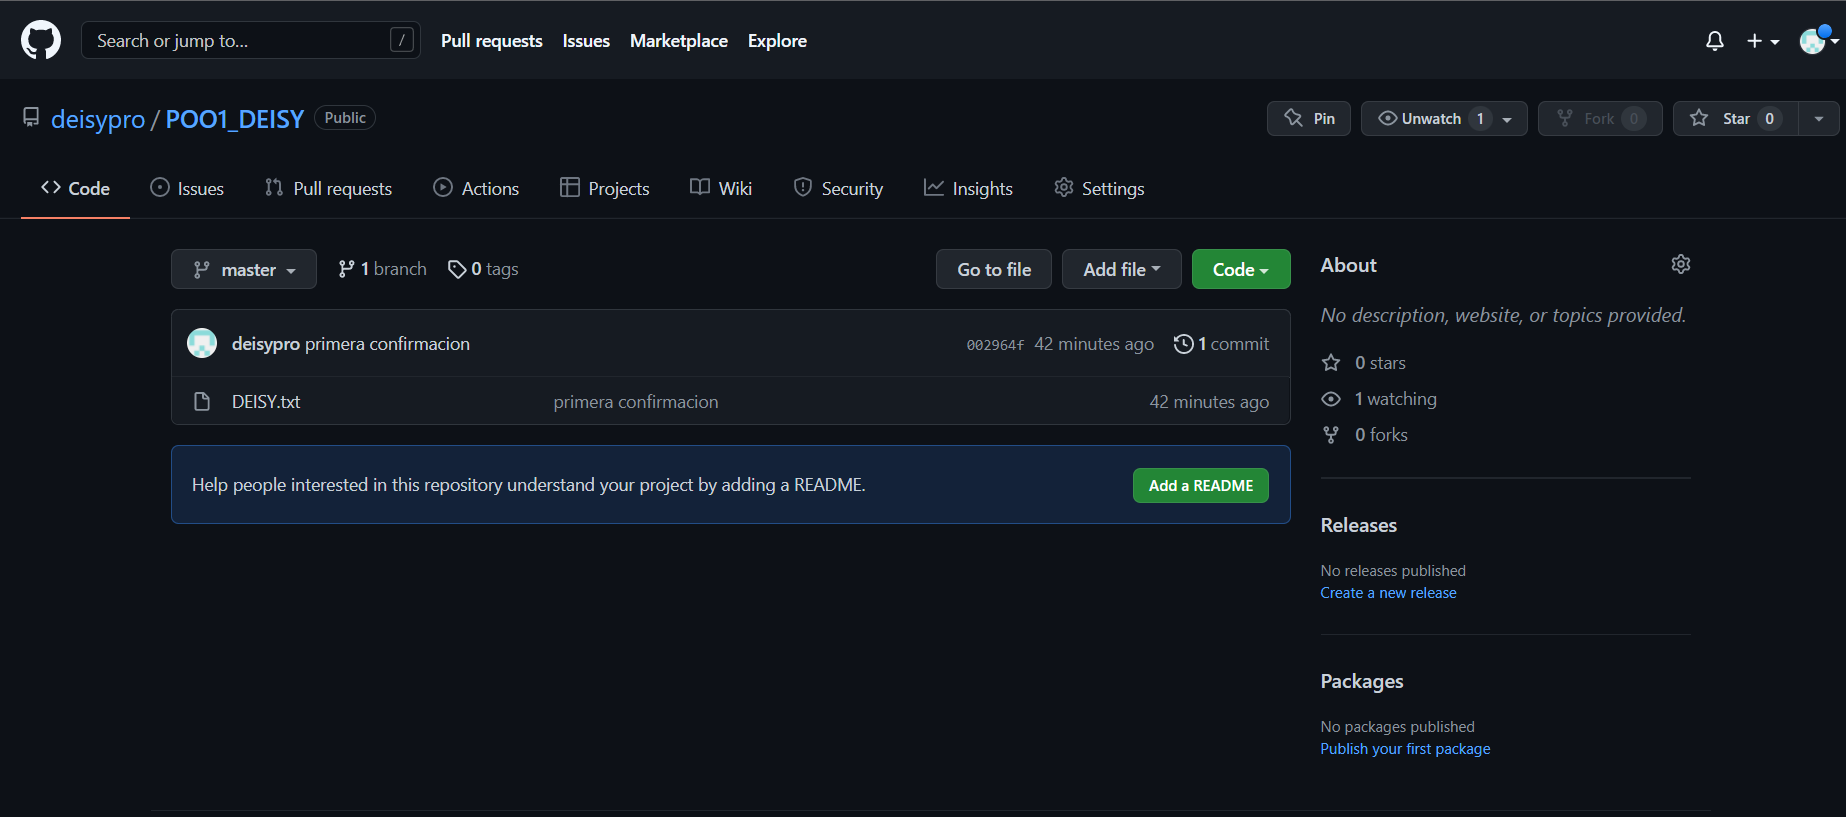 Search or jump to... /
Pull requests Issues Marketplace Explore
deisypro / POO1_DEISY Public
Pin Unwatch 1 Fork 0 Star 0
Code Issues Pull requests Actions Projects Wiki Security Insights Settings
master 1 branch 0 tags Go to file Add file Code
deisypro primera confirmacion 002964f 42 minutes ago 1 commit
DEISY.txt primera confirmacion 42 minutes ago
Help people interested in this repository understand your project by adding a README. Add a README
About
No description, website, or topics provided.
0 stars
1 watching
0 forks
Releases
No releases published
Create a new release
Packages
No packages published
Publish your first package